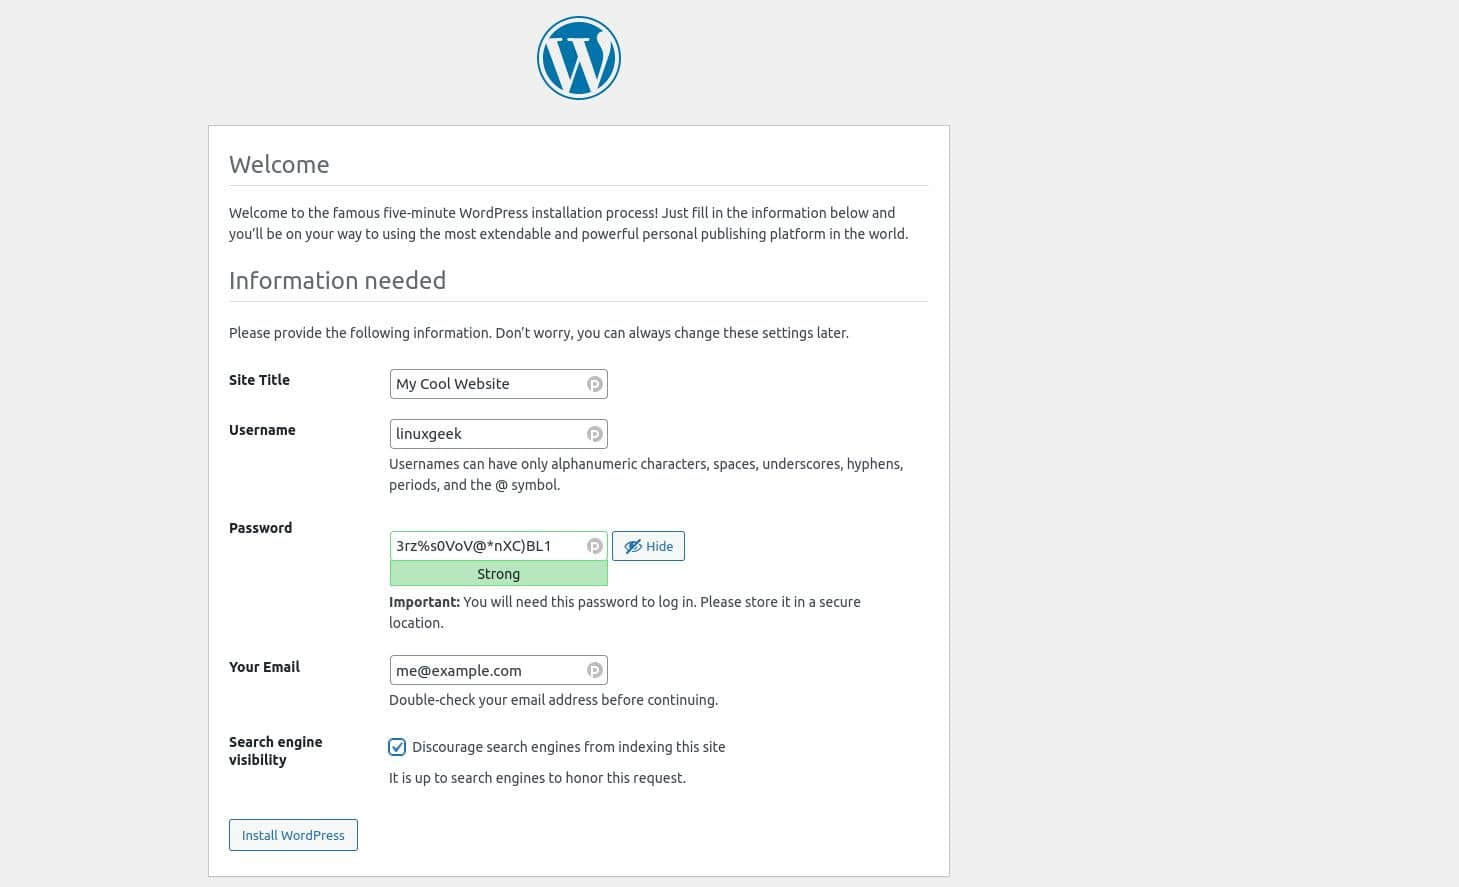 Welcome
Welcome to the famous five-minute WordPress installation process! Just fill in the information below and
you’ll be on your way to using the most extendable and powerful personal publishing platform in the world.
Information needed
Please provide the following information. Don’t worry, you can always change these settings later.
Site Title
My Cool Website
Username
linuxgeek
Usernames can have only alphanumeric characters, spaces, underscores, hyphens,
periods, and the @ symbol.
Password
3rz%s0VoV@*nXC)BL1
Hide
Strong
Important: You will need this password to log in. Please store it in a secure
location.
Your Email
me@example.com
Double-check your email address before continuing.
Search engine
visibility
Discourage search engines from indexing this site
It is up to search engines to honor this request.
Install WordPress